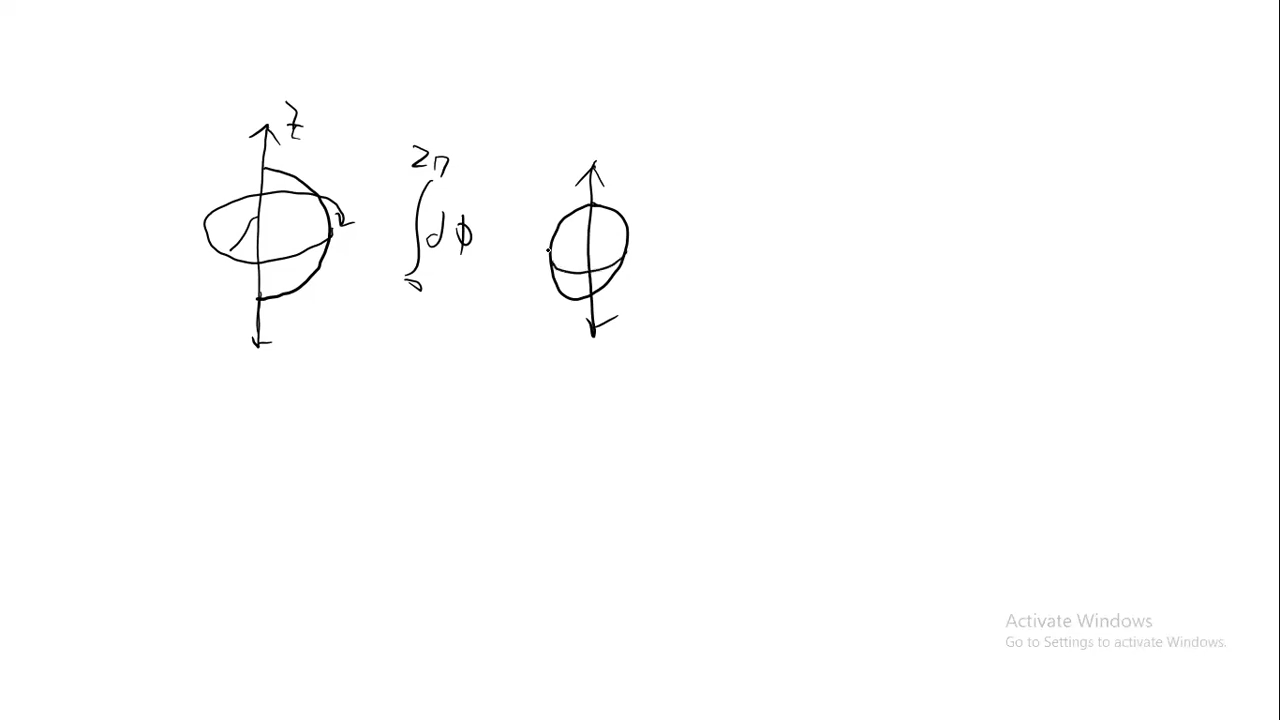 z
2π
∫ dφ
0
Activate Windows
Go to Settings to activate Windows.